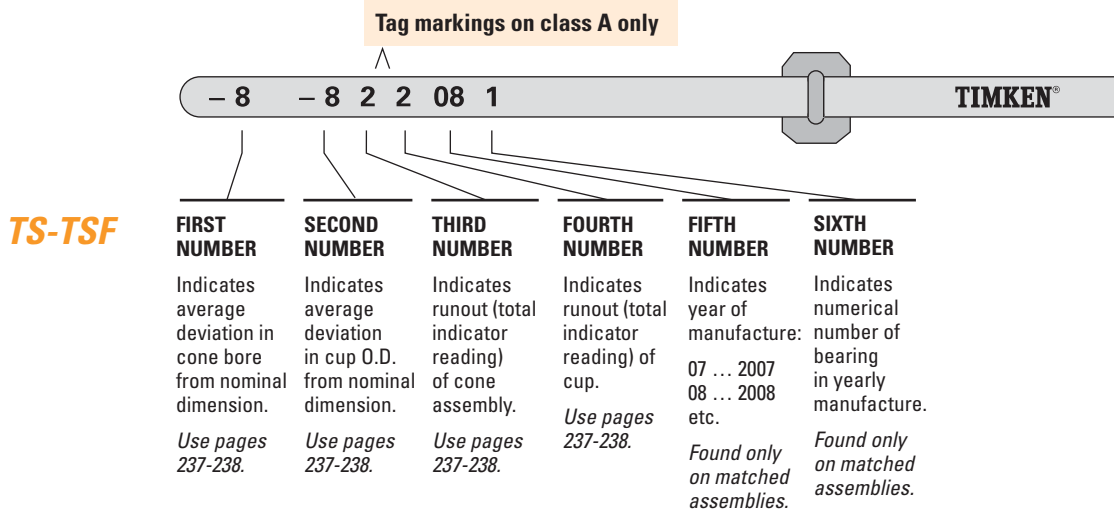 Tag markings on class A only
– 8 – 8 2 2 08 1
TIMKEN®
TS-TSF
FIRST
NUMBER
Indicates
average
deviation in
cone bore
from nominal
dimension.
Use pages
237-238.
SECOND
NUMBER
Indicates
average
deviation
in cup O.D.
from nominal
dimension.
Use pages
237-238.
THIRD
NUMBER
Indicates
runout (total
indicator
reading)
of cone
assembly.
Use pages
237-238.
FOURTH
NUMBER
Indicates
runout (total
indicator
reading) of
cup.
Use pages
237-238.
FIFTH
NUMBER
Indicates
year of
manufacture:
07 … 2007
08 … 2008
etc.
Found only
on matched
assemblies.
SIXTH
NUMBER
Indicates
numerical
number of
bearing
in yearly
manufacture.
Found only
on matched
assemblies.